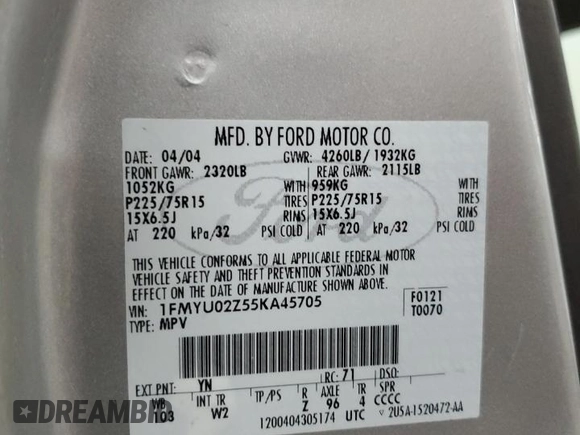 MFD. BY FORD MOTOR CO.
DATE: 04/04 GVWR: 4260LB/ 1932KG
FRONT GAWR: 2320LB REAR GAWR: 2115LB
1052KG WITH 959KG WITH
P225/75R15 TIRES P225/75R15 TIRES
15X6.5J RIMS 15X6.5J RIMS
AT 220 kPa/32 PSI COLD AT 220 kPa/32 PSI COLD
Ford
THIS VEHICLE CONFORMS TO ALL APPLICABLE FEDERAL MOTOR
VEHICLE SAFETY AND THEFT PREVENTION STANDARDS IN
EFFECT ON THE DATE OF MANUFACTURE SHOWN ABOVE.
VIN: 1FMYU02Z55KA45705 F0121
TYPE: MPV T0070
EXT PNT: YN RC: 71 DSO:
WB INT TR TP/PS R AXLE TR SPR
103 W2 Z 96 4 CCCC
1200404305174 UTC 2U5A-1520472-AA
DREAMBID